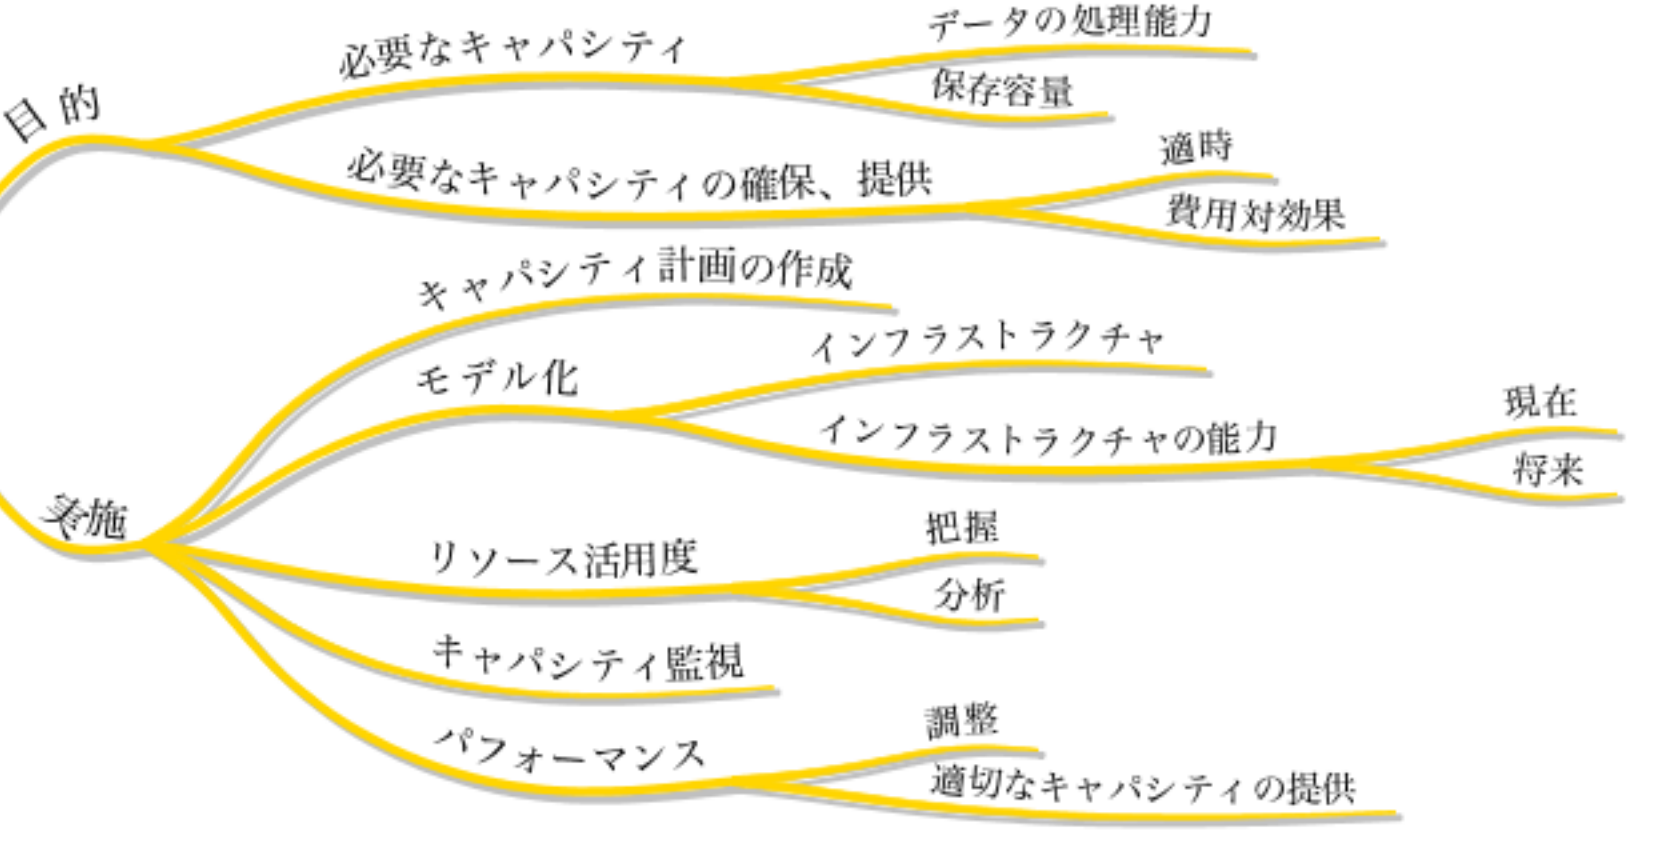 目的
必要なキャパシティ
データの処理能力
保存容量
必要なキャパシティの確保、提供
適時
費用対効果
実施
キャパシティ計画の作成
モデル化
インフラストラクチャ
インフラストラクチャの能力
現在
将来
リソース活用度
把握
分析
キャパシティ監視
パフォーマンス
調整
適切なキャパシティの提供